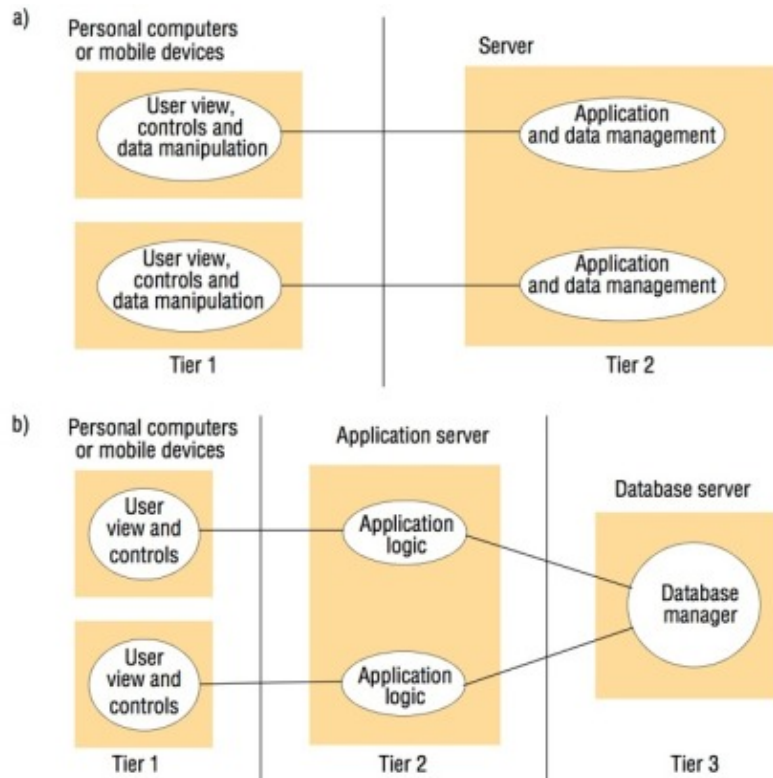 a)
Personal computers
or mobile devices
Server
User view,
controls and
data manipulation
Application
and data management
User view,
controls and
data manipulation
Application
and data management
Tier 1
Tier 2
b)
Personal computers
or mobile devices
Application server
Database server
User
view and
controls
Application
logic
Database
manager
User
view and
controls
Application
logic
Tier 1
Tier 2
Tier 3